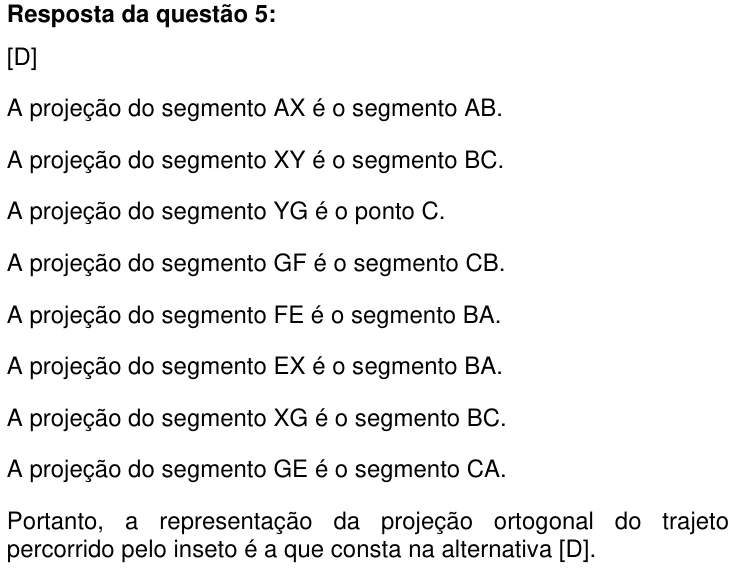 Resposta da questão 5:
[D]
A projeção do segmento AX é o segmento AB.
A projeção do segmento XY é o segmento BC.
A projeção do segmento YG é o ponto C.
A projeção do segmento GF é o segmento CB.
A projeção do segmento FE é o segmento BA.
A projeção do segmento EX é o segmento BA.
A projeção do segmento XG é o segmento BC.
A projeção do segmento GE é o segmento CA.
Portanto, a representação da projeção ortogonal do trajeto
percorrido pelo inseto é a que consta na alternativa [D].